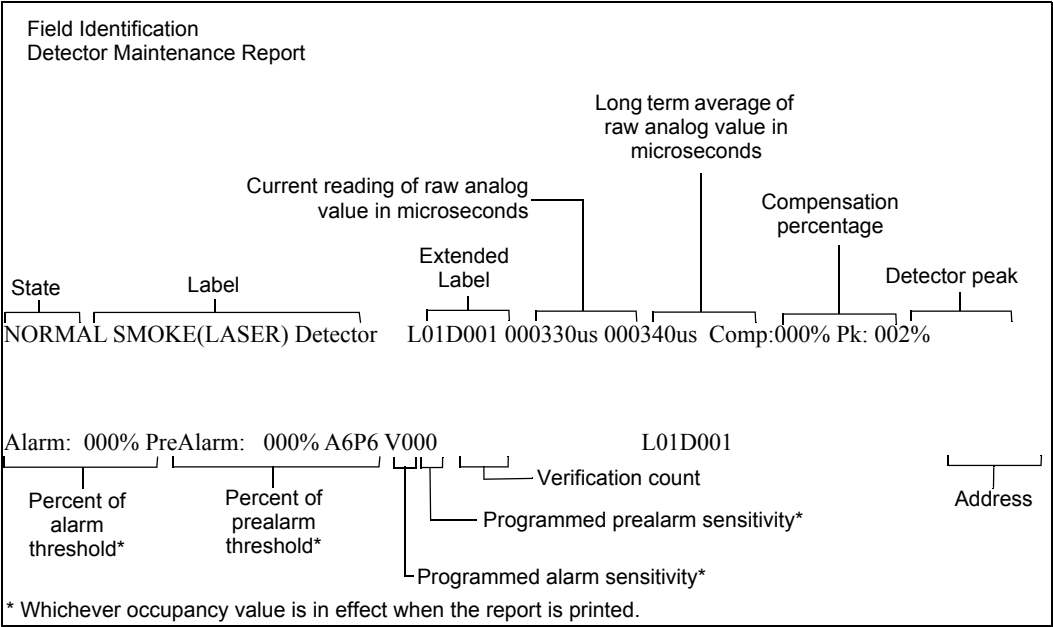 Field Identification
Detector Maintenance Report
Long term average of
raw analog value in
microseconds
Current reading of raw analog
value in microseconds
Compensation
percentage
Extended
Label
Detector peak
State
Label
NORMAL SMOKE(LASER) Detector L01D001 000330us 000340us Comp:000% Pk: 002%
Alarm: 000% PreAlarm: 000% A6P6 V000 L01D001
Verification count
Percent of
alarm
threshold*
Percent of
prealarm
threshold*
Address
Programmed prealarm sensitivity*
Programmed alarm sensitivity*
* Whichever occupancy value is in effect when the report is printed.